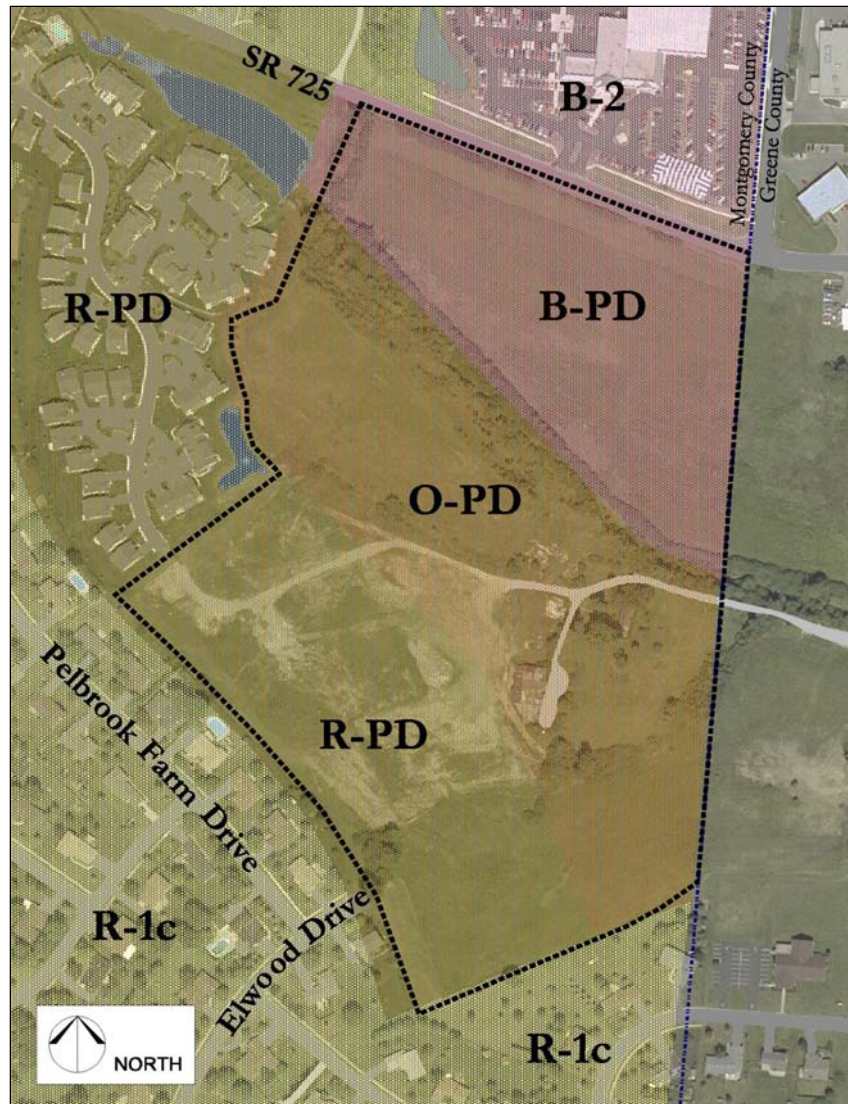 SR 725
B-2
Montgomery County
Greene County
R-PD
B-PD
O-PD
R-PD
Pelbrook Farm Drive
Elwood Drive
R-1c
R-1c
NORTH